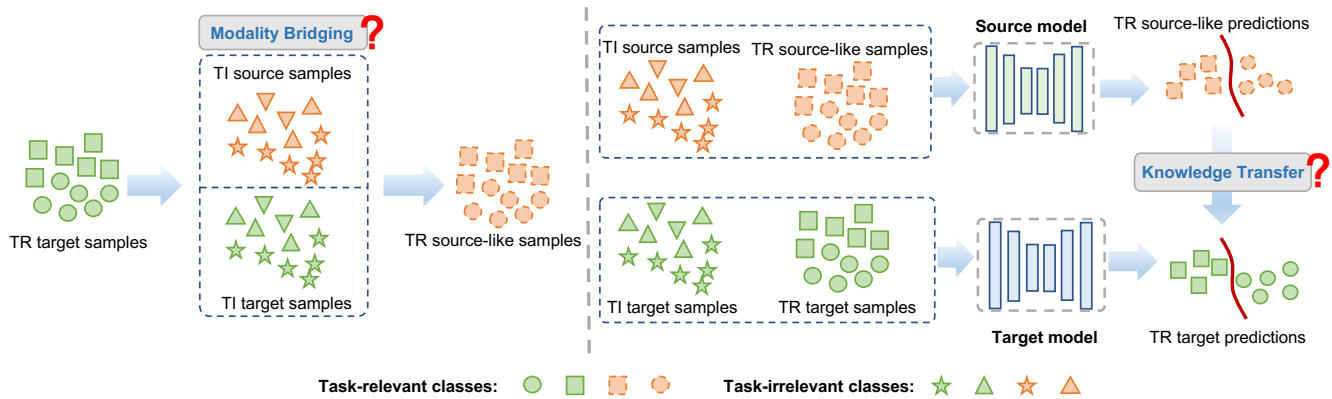 Modality Bridging ?
TI source samples
TR target samples
TI target samples
TR source-like samples
TI source samples
TR source-like samples
Source model
TR source-like predictions
Knowledge Transfer ?
TI target samples
TR target samples
Target model
TR target predictions
Task-relevant classes:
Task-irrelevant classes: